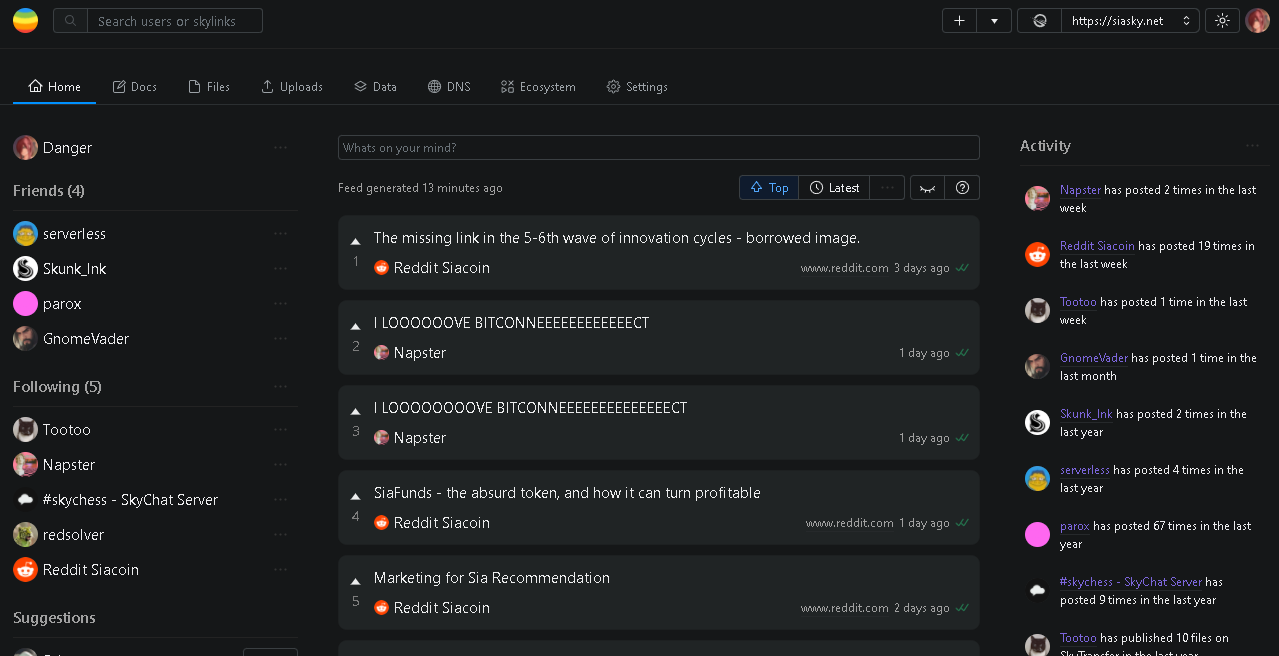 Search users or skylinks
https://siasky.net
Home
Docs
Files
Uploads
Data
DNS
Ecosystem
Settings
Danger
Friends (4)
serverless
Skunk_Ink
parox
GnomeVader
Following (5)
Tootoo
Napster
#skychess - SkyChat Server
redsolver
Reddit Siacoin
Suggestions
Whats on your mind?
Feed generated 13 minutes ago
Top
Latest
The missing link in the 5-6th wave of innovation cycles - borrowed image.
1
Reddit Siacoin
www.reddit.com 3 days ago
I LOOOOOOVE BITCONNEEEEEEEEEEEECT
2
Napster
1 day ago
I LOOOOOOOOVE BITCONNEEEEEEEEEEEEEECT
3
Napster
1 day ago
SiaFunds - the absurd token, and how it can turn profitable
4
Reddit Siacoin
www.reddit.com 1 day ago
Marketing for Sia Recommendation
5
Reddit Siacoin
www.reddit.com 2 days ago
Activity
Napster has posted 2 times in the last
week
Reddit Siacoin has posted 19 times in
the last week
Tootoo has posted 1 time in the last
week
GnomeVader has posted 1 time in the
last month
Skunk_Ink has posted 2 times in the
last year
serverless has posted 4 times in the
last year
parox has posted 67 times in the last
year
#skychess - SkyChat Server has
posted 9 times in the last year
Tootoo has published 10 files on
SkyTransfer in the last year